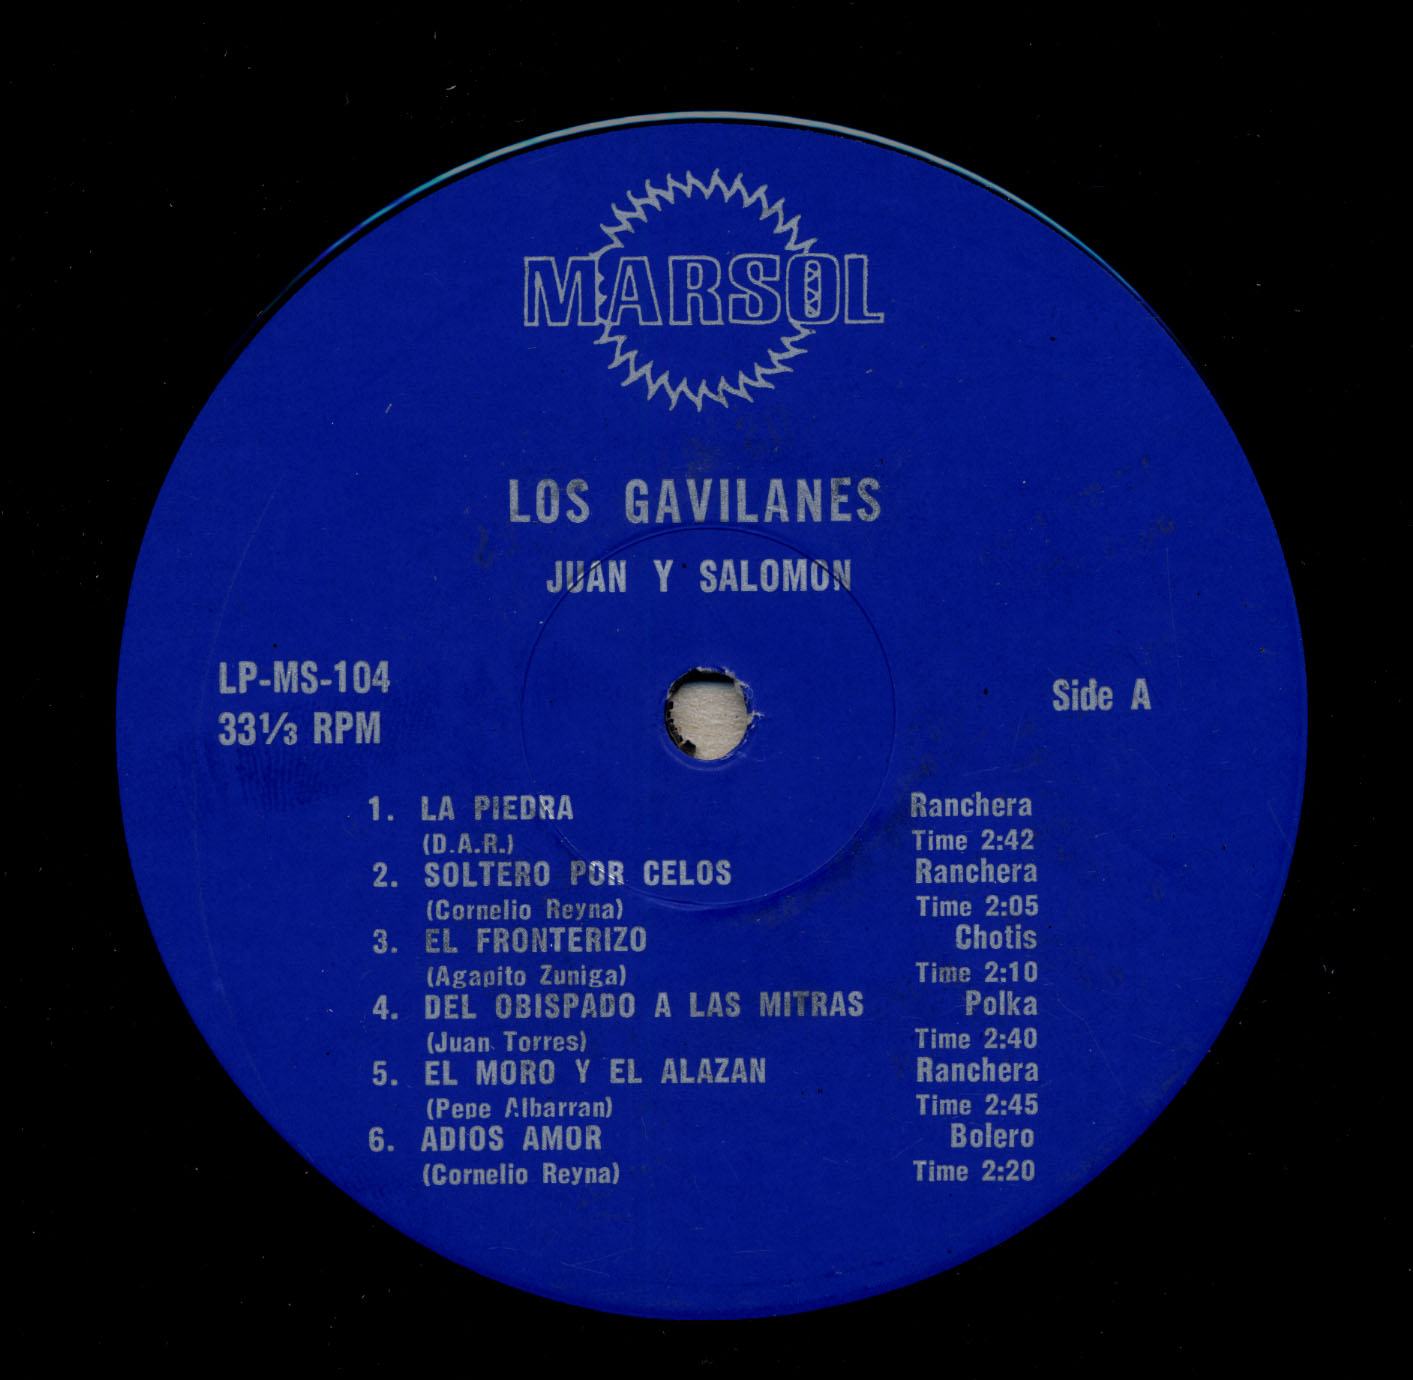 MARSOL
LOS GAVILANES
JUAN Y SALOMON
LP-MS-104
33⅓ RPM
Side A
1. LA PIEDRA Ranchera
(D.A.R.) Time 2:42
2. SOLTERO POR CELOS Ranchera
(Cornelio Reyna) Time 2:05
3. EL FRONTERIZO Chotis
(Agapito Zuniga) Time 2:10
4. DEL OBISPADO A LAS MITRAS Polka
(Juan Torres) Time 2:40
5. EL MORO Y EL ALAZAN Ranchera
(Pepe Albarran) Time 2:45
6. ADIOS AMOR Bolero
(Cornelio Reyna) Time 2:20